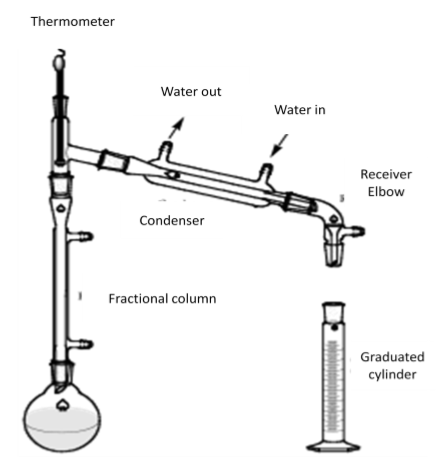 Thermometer
Water out
Water in
Receiver
Elbow
Condenser
Fractional column
Graduated
cylinder